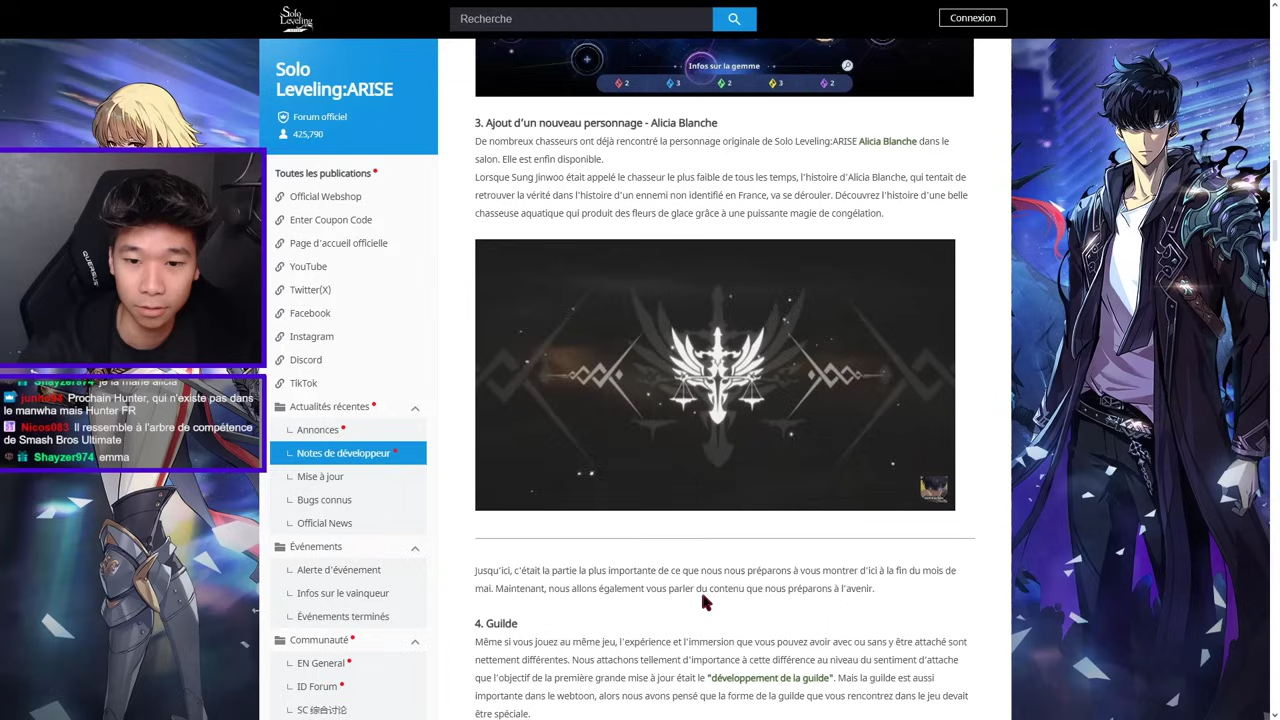 Solo
Leveling
Recherche
Connexion
Solo
Leveling:ARISE
Forum officiel
425,790
Toutes les publications
Official Webshop
Enter Coupon Code
Page d'accueil officielle
YouTube
Twitter(X)
Facebook
Instagram
Discord
TikTok
Actualités récentes
Annonces
Notes de développeur
Mise à jour
Bugs connus
Official News
Événements
Alerte d'événement
Infos sur le vainqueur
Événements terminés
Communauté
EN General
ID Forum
SC 综合讨论
Infos sur la gemme
2 3 2 3 2
3. Ajout d'un nouveau personnage - Alicia Blanche
De nombreux chasseurs ont déjà rencontré la personnage originale de Solo Leveling:ARISE Alicia Blanche dans le
salon. Elle est enfin disponible.
Lorsque Sung Jinwoo était appelé le chasseur le plus faible de tous les temps, l'histoire d'Alicia Blanche, qui tentait de
retrouver la vérité dans l'histoire d'un ennemi non identifié en France, va se dérouler. Découvrez l'histoire d'une belle
chasseuse aquatique qui produit des fleurs de glace grâce à une puissante magie de congélation.
Jusqu'ici, c'était la partie la plus importante de ce que nous nous préparons à vous montrer d'ici à la fin du mois de
mai. Maintenant, nous allons également vous parler du contenu que nous préparons à l'avenir.
4. Guilde
Même si vous jouez au même jeu, l'expérience et l'immersion que vous pouvez avoir avec ou sans y être attaché sont
nettement différentes. Nous attachons tellement d'importance à cette différence au niveau du sentiment d'attache
que l'objectif de la première grande mise à jour était le "développement de la guilde". Mais la guilde est aussi
importante dans le webtoon, alors nous avons pensé que la forme de la guilde que vous rencontrez dans le jeu devait
être spéciale.
QUERSUS
Shayzer974 je la marie alicia
Prochain Hunter, qui n'existe pas dans
le manwha mais Hunter FR
Nicos083 Il ressemble à l'arbre de compétence
de Smash Bros Ultimate
Shayzer974 emma